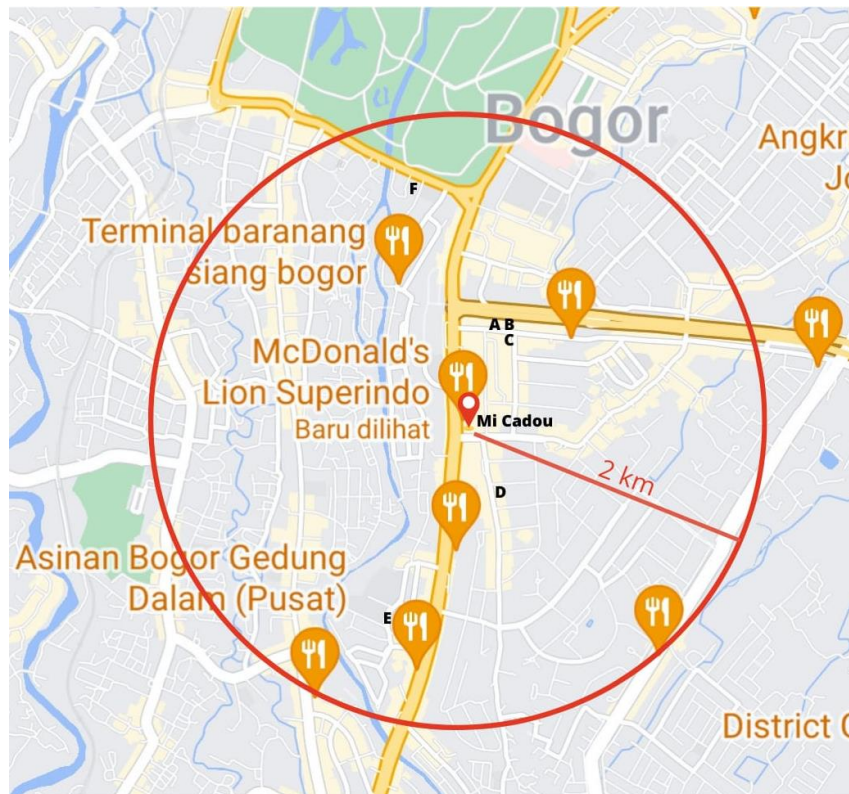 Bogor
Angkr
Jo
F
Terminal baranang
siang bogor
A B
C
McDonald's
Lion Superindo
Baru dilihat
Mi Cadou
2 km
D
Asinan Bogor Gedung
Dalam (Pusat)
E
District C